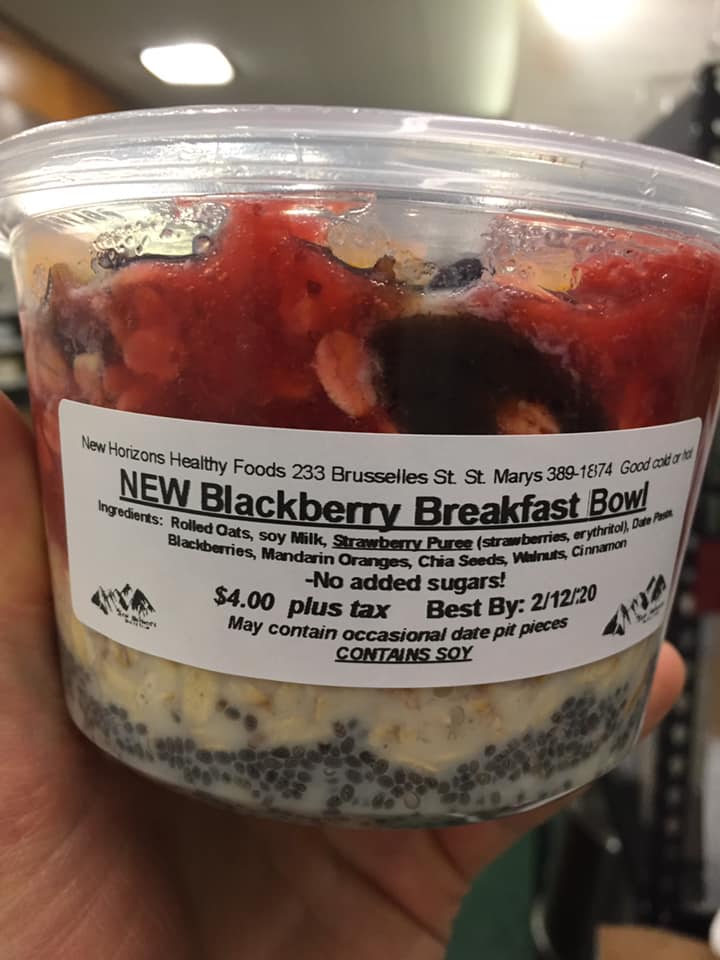 New Horizons Healthy Foods 233 Brusselles St. St. Marys 389-1874 Good cold or hot
NEW Blackberry Breakfast Bowl
Ingredients: Rolled Oats, soy Milk, Strawberry Puree (strawberries, erythritol), Date Paste,
Blackberries, Mandarin Oranges, Chia Seeds, Walnuts, Cinnamon
-No added sugars!
$4.00 plus tax Best By: 2/12/20
May contain occasional date pit pieces
CONTAINS SOY